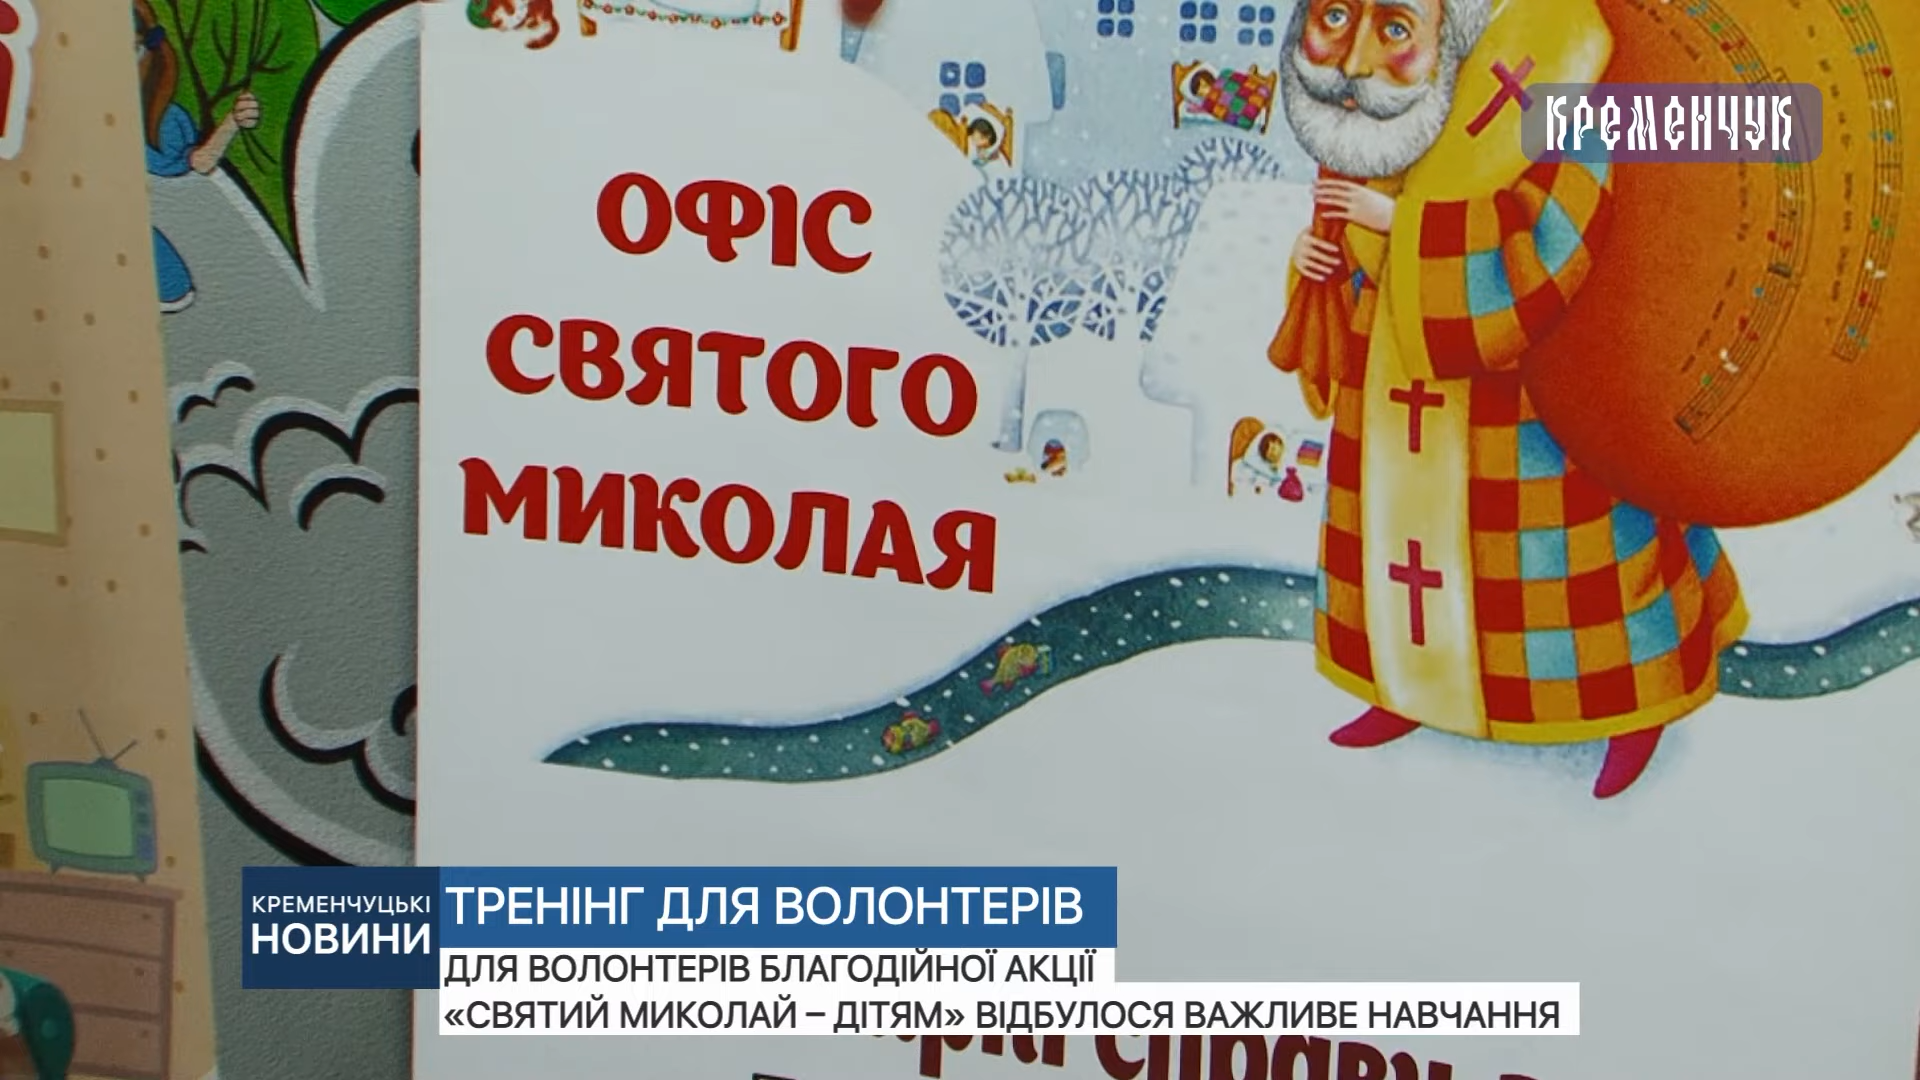 КРЕМЕНЧУК
ОФІС
СВЯТОГО
МИКОЛАЯ
КРЕМЕНЧУЦЬКІ
НОВИНИ
ТРЕНІНГ ДЛЯ ВОЛОНТЕРІВ
ДЛЯ ВОЛОНТЕРІВ БЛАГОДІЙНОЇ АКЦІЇ
«СВЯТИЙ МИКОЛАЙ – ДІТЯМ» ВІДБУЛОСЯ ВАЖЛИВЕ НАВЧАННЯ